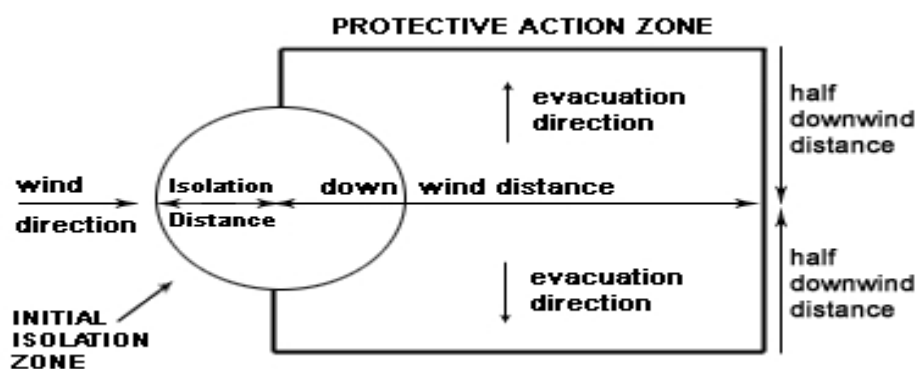 PROTECTIVE ACTION ZONE
evacuation
direction
half
downwind
distance
wind
direction
Isolation
Distance
down wind distance
evacuation
direction
half
downwind
distance
INITIAL
ISOLATION
ZONE